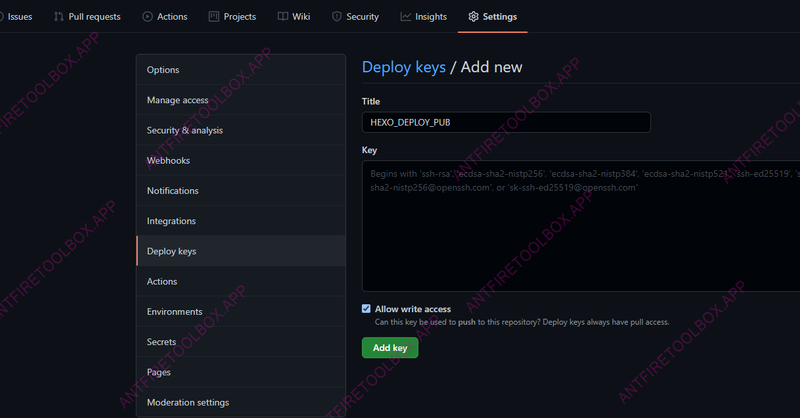 Issues
Pull requests
Actions
Projects
Wiki
Security
Insights
Settings
Options
Manage access
Security & analysis
Webhooks
Notifications
Integrations
Deploy keys
Actions
Environments
Secrets
Pages
Moderation settings
Deploy keys / Add new
Title
HEXO_DEPLOY_PUB
Key
Begins with 'ssh-rsa', 'ecdsa-sha2-nistp256', 'ecdsa-sha2-nistp384', 'ecdsa-sha2-nistp521', 'ssh-ed25519',
sha2-nistp256@openssh.com', or 'sk-ssh-ed25519@openssh.com'
Allow write access
Can this key be used to push to this repository? Deploy keys always have pull access.
Add key
ANTFIRETOOLBOX.APP
ANTFIRETOOLBOX.APP
ANTFIRETOOLBOX.APP
ANTFIRETOOLBOX.APP
ANTFIRETOOLBOX.APP
ANTFIRETOOLBOX.APP
ANTFIRETOOLBOX.APP
ANTFIRETOOLBOX.APP